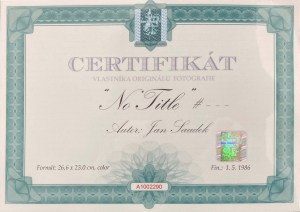 CERTIFIKÁT
VLASTNÍKA ORIGINÁLU FOTOGRAFIE
"No Title" # ---
Autor: Jan Saudek
Formát: 26,6 x 23,0 cm, color
Fin.: 1. 5. 1986
A1002290